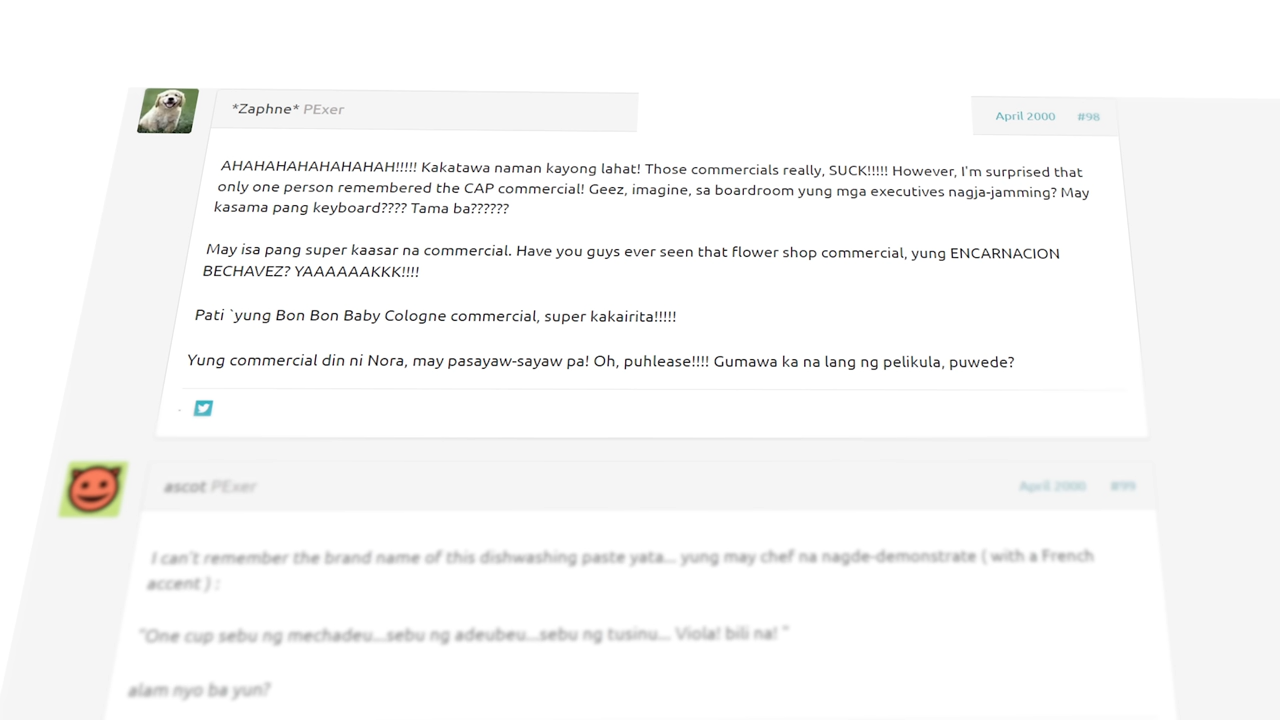 *Zaphne* PExer
April 2000 #98
AHAHAHAHAHAHAHAH!!!!! Kakatawa naman kayong lahat! Those commercials really, SUCK!!!!! However, I'm surprised that
only one person remembered the CAP commercial! Geez, imagine, sa boardroom yung mga executives nagja-jamming? May
kasama pang keyboard???? Tama ba??????
May isa pang super kaasar na commercial. Have you guys ever seen that flower shop commercial, yung ENCARNACION
BECHAVEZ? YAAAAAAKKK!!!!
Pati `yung Bon Bon Baby Cologne commercial, super kakairita!!!!!
Yung commercial din ni Nora, may pasayaw-sayaw pa! Oh, puhlease!!!! Gumawa ka na lang ng pelikula, puwede?
ascot PExer
April 2000 #99
I can't remember the brand name of this dishwashing paste yata... yung may chef na nagde-demonstrate ( with a French
accent ) :
"One cup sebu ng mechadeu...sebu ng adeubeu...sebu ng tusinu... Viola! bili na! "
alam nyo ba yun?